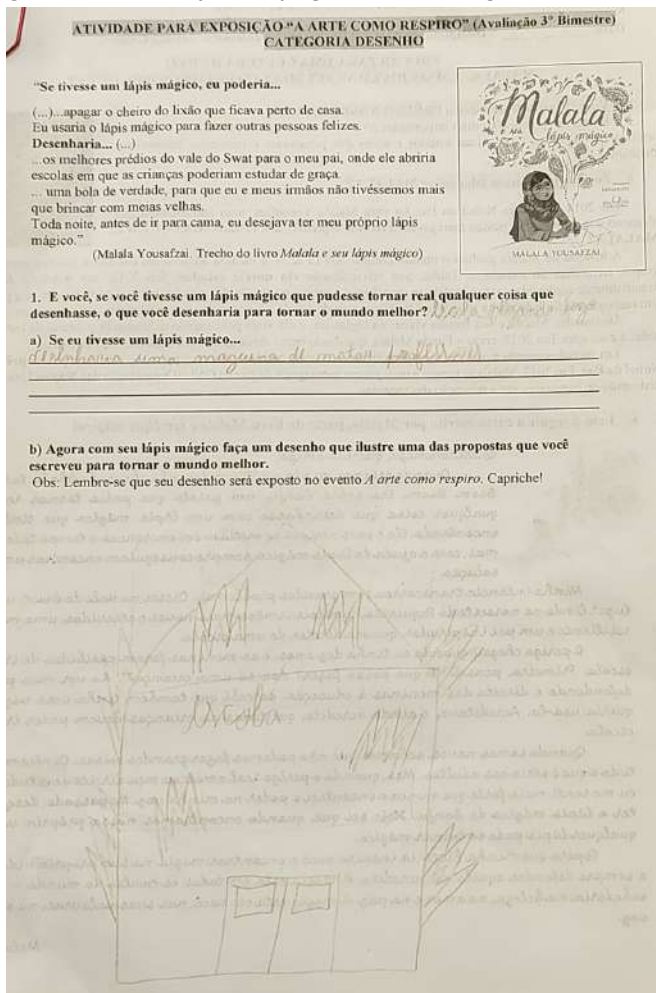 ATIVIDADE PARA EXPOSIÇÃO "A ARTE COMO RESPIRO" (Avaliação 3º Bimestre)
CATEGORIA DESENHO
"Se tivesse um lápis mágico, eu poderia...
(...)...apagar o cheiro do lixão que ficava perto de casa.
Eu usaria o lápis mágico para fazer outras pessoas felizes.
Desenharia... (...)
...os melhores prédios do vale do Swat para o meu pai, onde ele abriria
escolas em que as crianças poderiam estudar de graça.
... uma bola de verdade, para que eu e meus irmãos não tivéssemos mais
que brincar com meias velhas.
Toda noite, antes de ir para cama, eu desejava ter meu próprio lápis
mágico."
(Malala Yousafzai. Trecho do livro Malala e seu lápis mágico)
Malala
e seu
lápis mágico
MALALA YOUSAFZAI
1. E você, se você tivesse um lápis mágico que pudesse tornar real qualquer coisa que
desenhasse, o que você desenharia para tornar o mundo melhor?
a) Se eu tivesse um lápis mágico...
desenharia uma maquena de matar
b) Agora com seu lápis mágico faça um desenho que ilustre uma das propostas que você
escreveu para tornar o mundo melhor.
Obs: Lembre-se que seu desenho será exposto no evento A arte como respiro. Capriche!